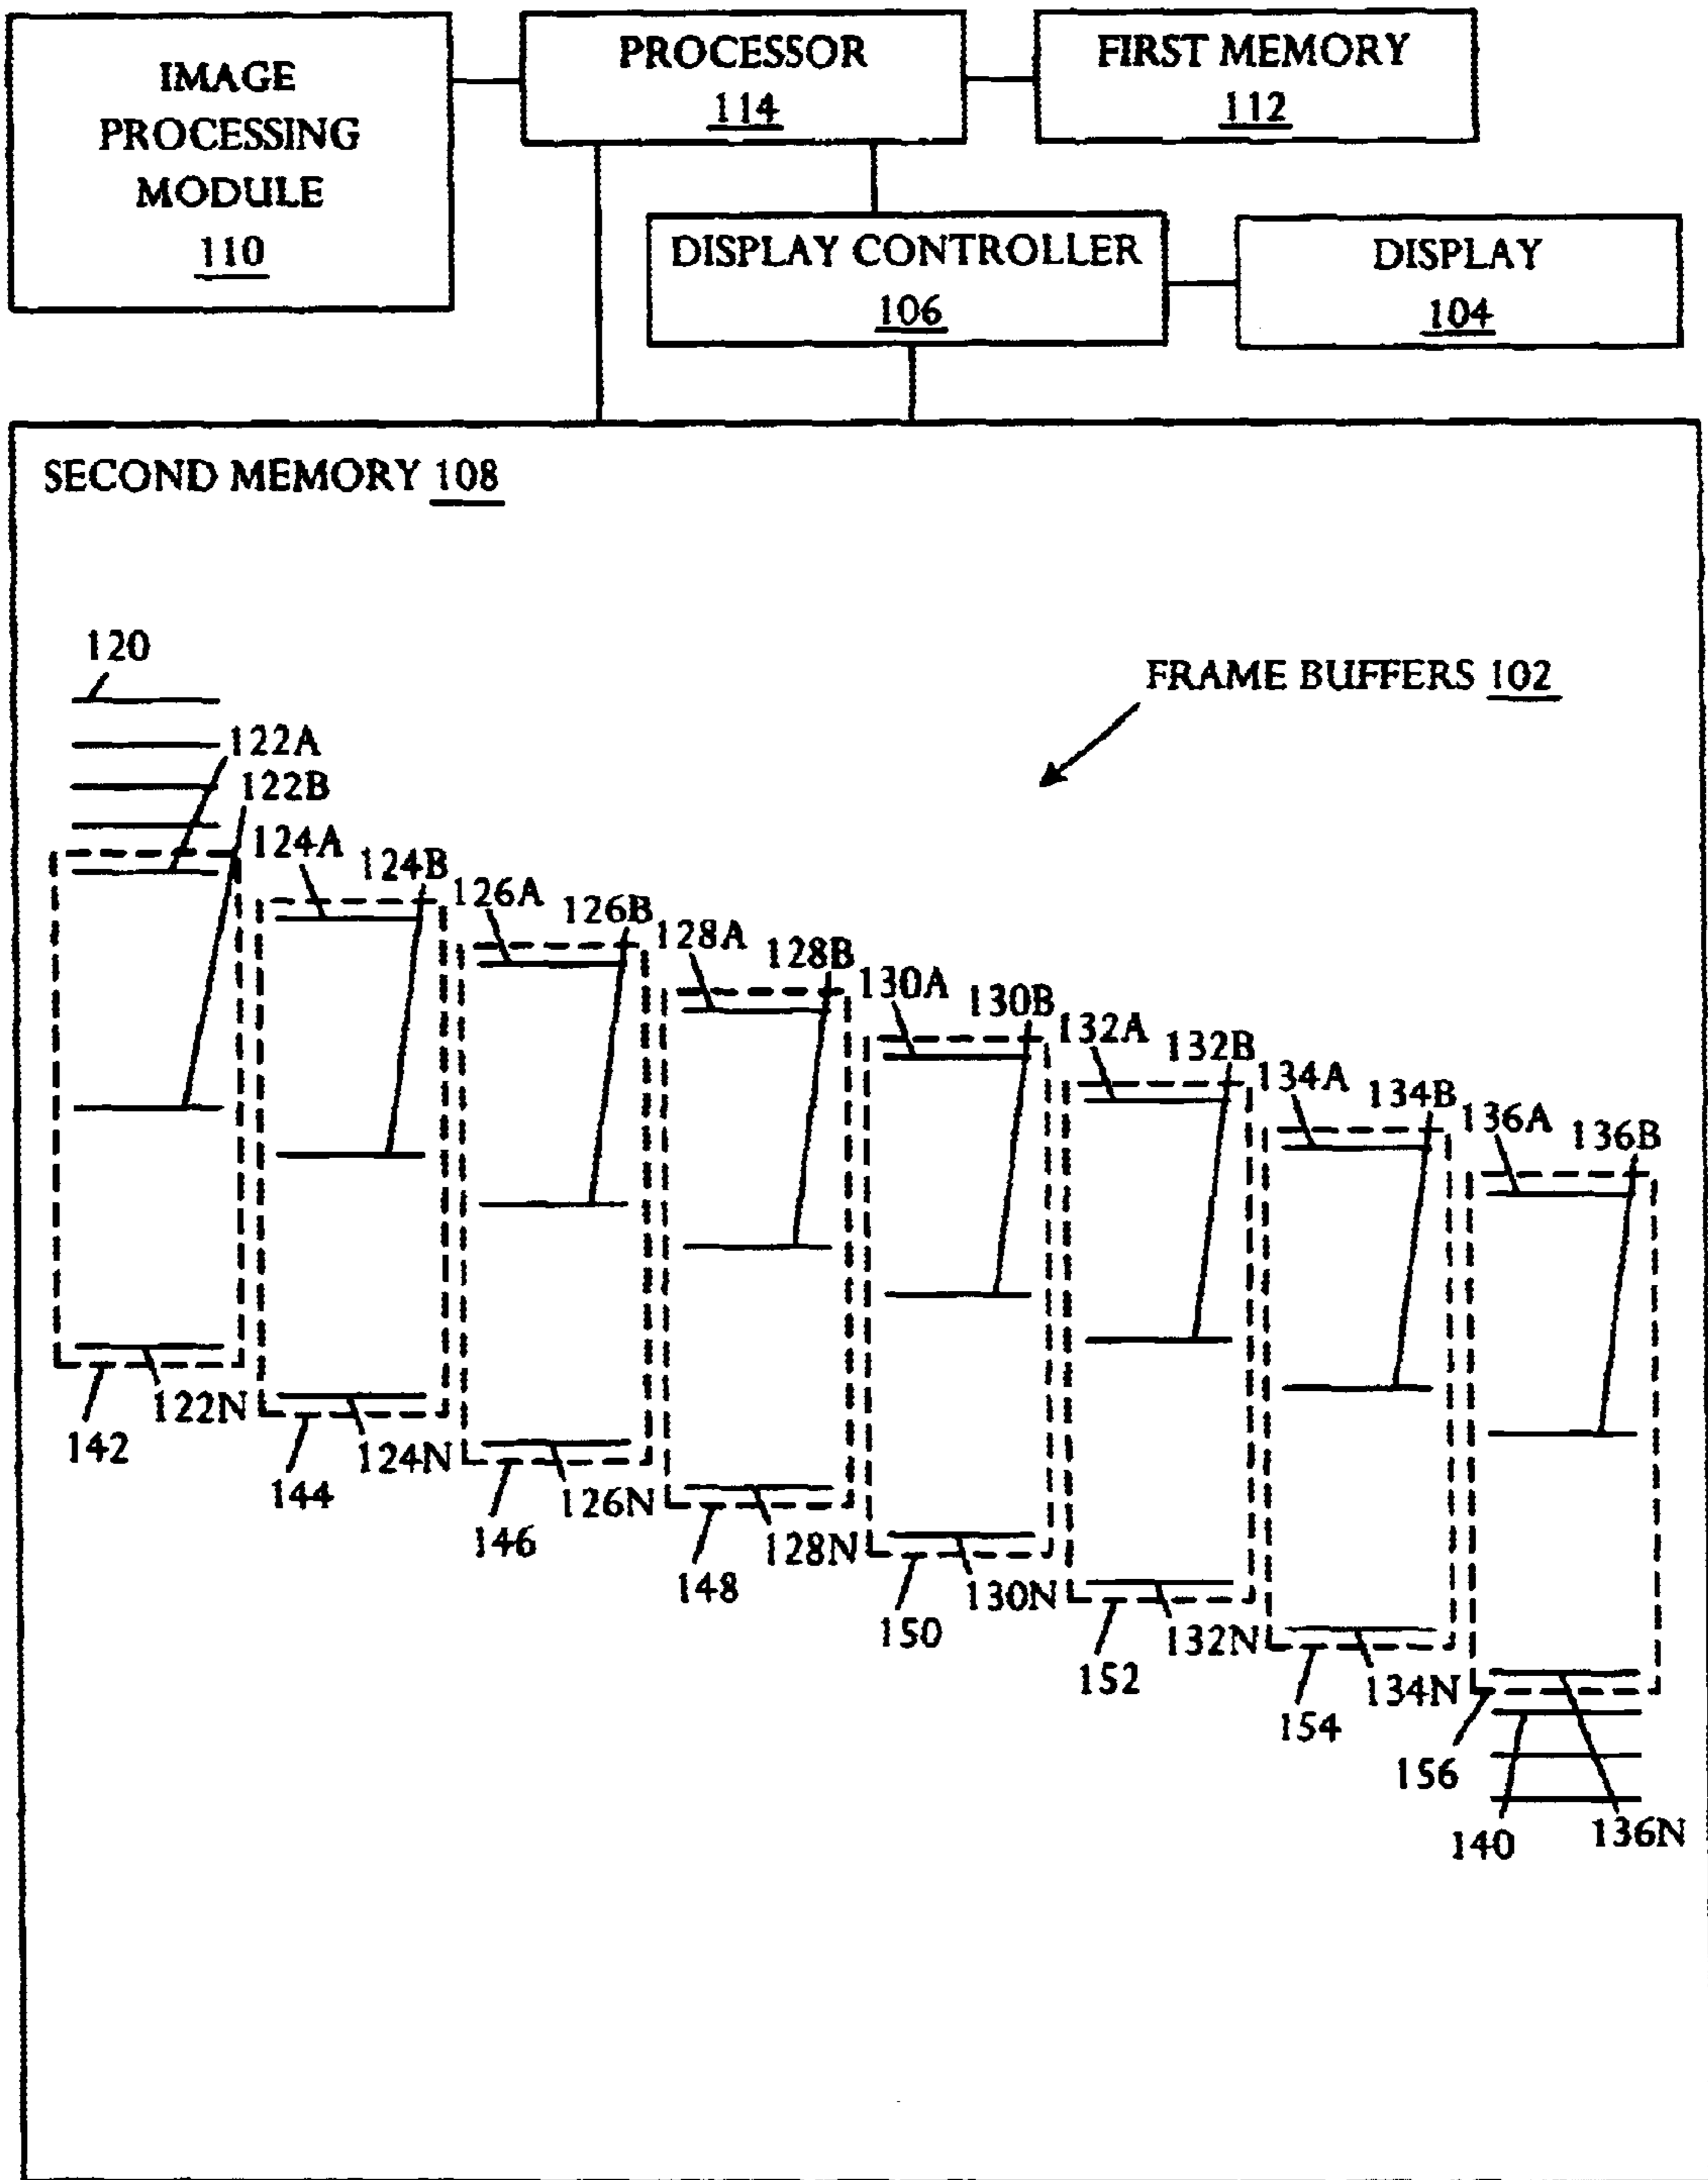 IMAGE
PROCESSING
MODULE
110
PROCESSOR
114
FIRST MEMORY
112
DISPLAY CONTROLLER
106
DISPLAY
104
SECOND MEMORY 108
120
FRAME BUFFERS 102
122A
122B
124A
124B
126A
126B
128A
128B
130A
130B
132A
132B
134A
134B
136A
136B
122N
142
124N
144
126N
146
128N
148
130N
150
132N
152
134N
154
156
136N
140